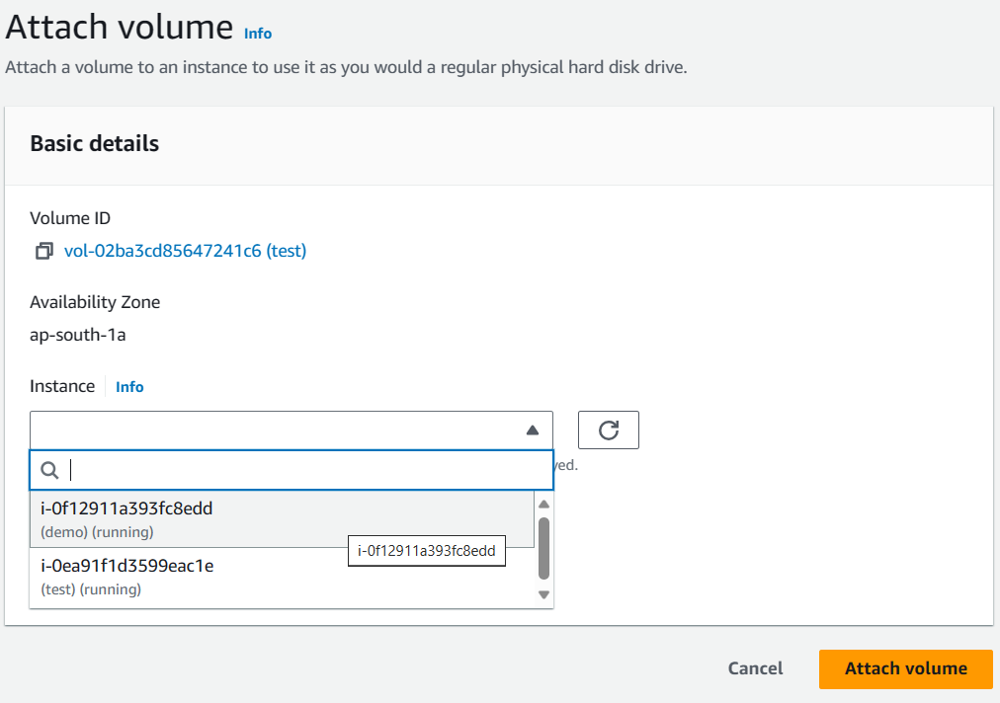 Attach volume Info
Attach a volume to an instance to use it as you would a regular physical hard disk drive.
Basic details
Volume ID
vol-02ba3cd85647241c6 (test)
Availability Zone
ap-south-1a
Instance Info
yed.
i-0f12911a393fc8edd
(demo) (running)
i-0f12911a393fc8edd
i-0ea91f1d3599eac1e
(test) (running)
Cancel Attach volume